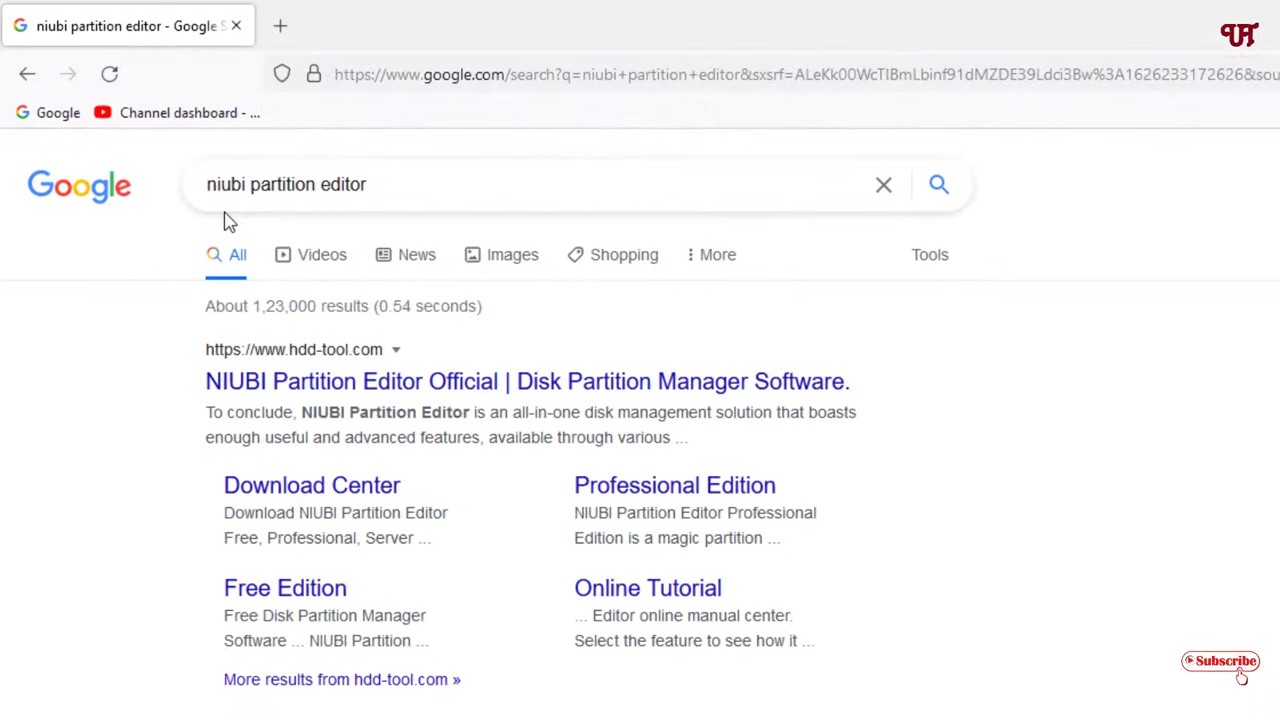 niubi partition editor - Google S
UT
https://www.google.com/search?q=niubi+partition+editor&sxsrf=ALeKk00WcTIBmLbinf91dMZDE39Ldci3Bw%3A1626233172626&sou
Google Channel dashboard - ...
Google niubi partition editor
All Videos News Images Shopping More Tools
About 1,23,000 results (0.54 seconds)
https://www.hdd-tool.com
NIUBI Partition Editor Official | Disk Partition Manager Software.
To conclude, NIUBI Partition Editor is an all-in-one disk management solution that boasts
enough useful and advanced features, available through various ...
Download Center
Download NIUBI Partition Editor
Free, Professional, Server ...
Professional Edition
NIUBI Partition Editor Professional
Edition is a magic partition ...
Free Edition
Free Disk Partition Manager
Software ... NIUBI Partition ...
Online Tutorial
... Editor online manual center.
Select the feature to see how it ...
More results from hdd-tool.com »
Subscribe